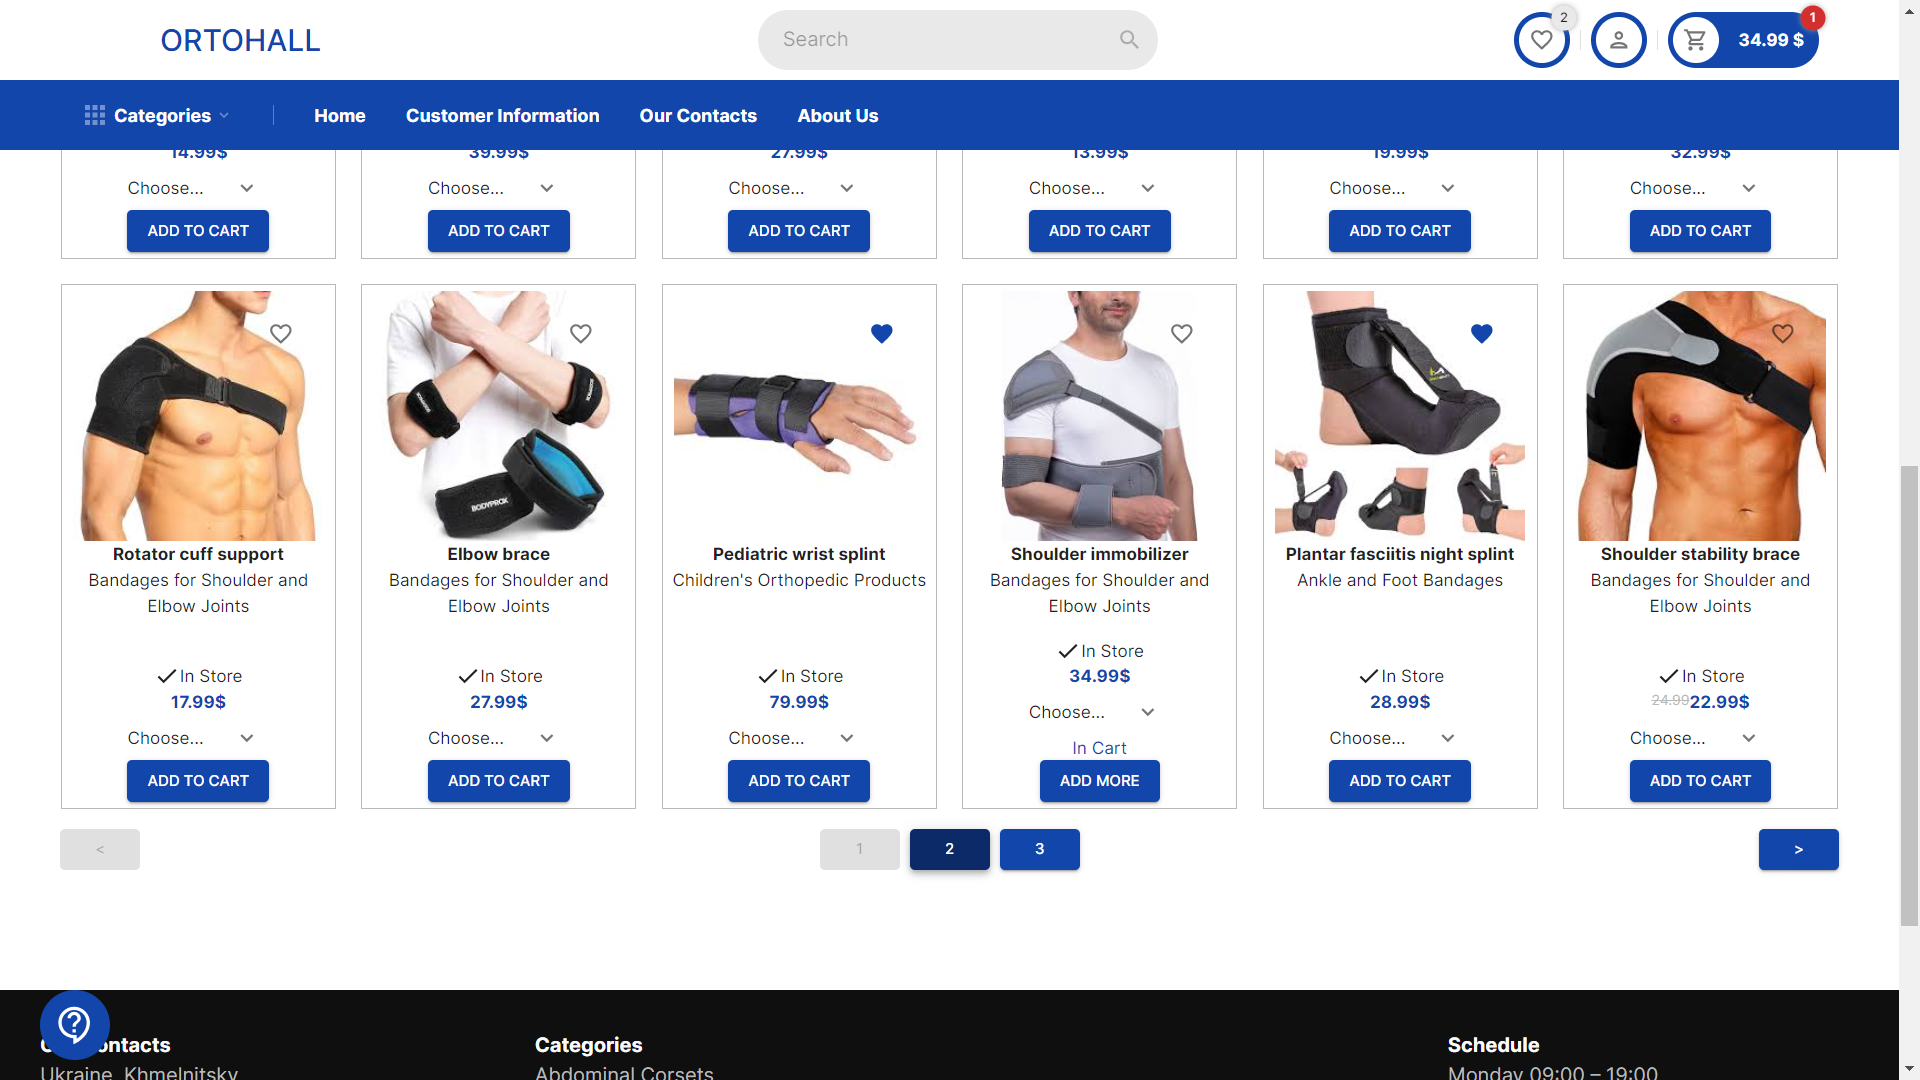 ORTOHALL
Search
2
1
34.99 $
Categories
Home
Customer Information
Our Contacts
About Us
14.99$
39.99$
27.99$
13.99$
19.99$
32.99$
Choose...
Choose...
Choose...
Choose...
Choose...
Choose...
ADD TO CART
ADD TO CART
ADD TO CART
ADD TO CART
ADD TO CART
ADD TO CART
BODYPROX
Rotator cuff support
Bandages for Shoulder and
Elbow Joints
In Store
17.99$
Choose...
ADD TO CART
Elbow brace
Bandages for Shoulder and
Elbow Joints
In Store
27.99$
Choose...
ADD TO CART
Pediatric wrist splint
Children's Orthopedic Products
In Store
79.99$
Choose...
ADD TO CART
Shoulder immobilizer
Bandages for Shoulder and
Elbow Joints
In Store
34.99$
Choose...
In Cart
ADD MORE
Plantar fasciitis night splint
Ankle and Foot Bandages
In Store
28.99$
Choose...
ADD TO CART
Shoulder stability brace
Bandages for Shoulder and
Elbow Joints
In Store
24.99 22.99$
Choose...
ADD TO CART
<
1
2
3
>
ontacts
Ukraine, Khmelnitsky
Categories
Abdominal Corsets
Schedule
Monday 09:00 – 19:00